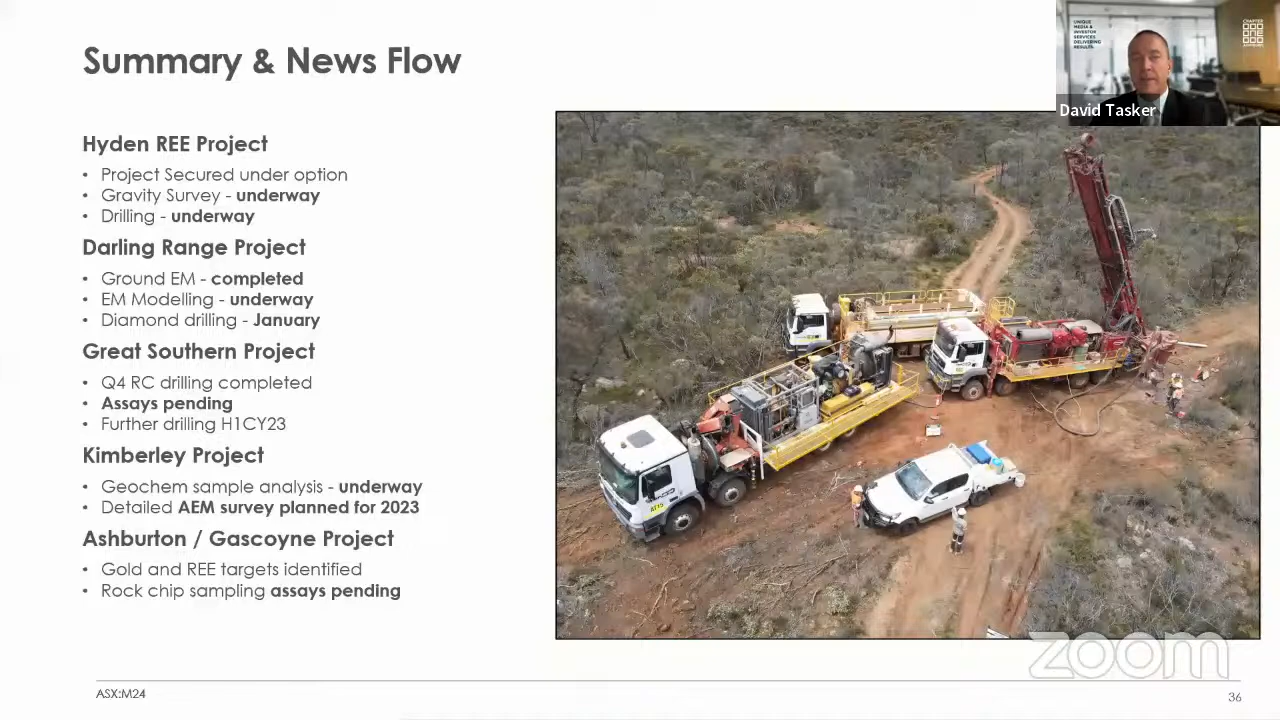 Summary & News Flow
UNIQUE
MEDIA &
INVESTOR
SERVICES
DELIVERING
RESULTS
CHAPTER
ONE
ADVISORS
David Tasker
Hyden REE Project
• Project Secured under option
• Gravity Survey - underway
• Drilling - underway
Darling Range Project
• Ground EM - completed
• EM Modelling - underway
• Diamond drilling - January
Great Southern Project
• Q4 RC drilling completed
• Assays pending
• Further drilling H1CY23
Kimberley Project
• Geochem sample analysis - underway
• Detailed AEM survey planned for 2023
Ashburton / Gascoyne Project
• Gold and REE targets identified
• Rock chip sampling assays pending
zoom
ASX:M24
36